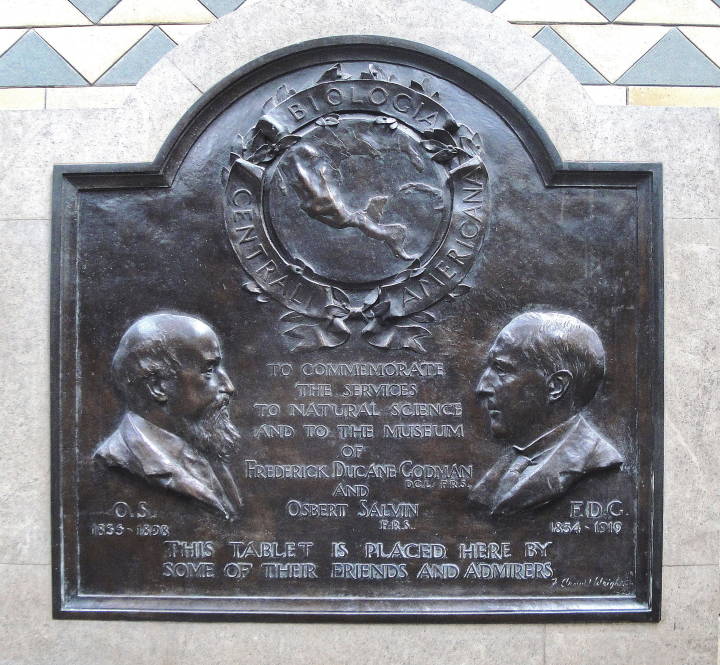 BIOLOGIA
CENTRALI
AMERICANA
TO COMMEMORATE
THE SERVICES
TO NATURAL SCIENCE
AND TO THE MUSEUM
OF
FREDERICK DUCANE GODMAN
D.C.L. F.R.S.
AND
OSBERT SALVIN
F.R.S.
O.S.
1835-1898
F.D.G.
1834-1919
THIS TABLET IS PLACED HERE BY
SOME OF THEIR FRIENDS AND ADMIRERS